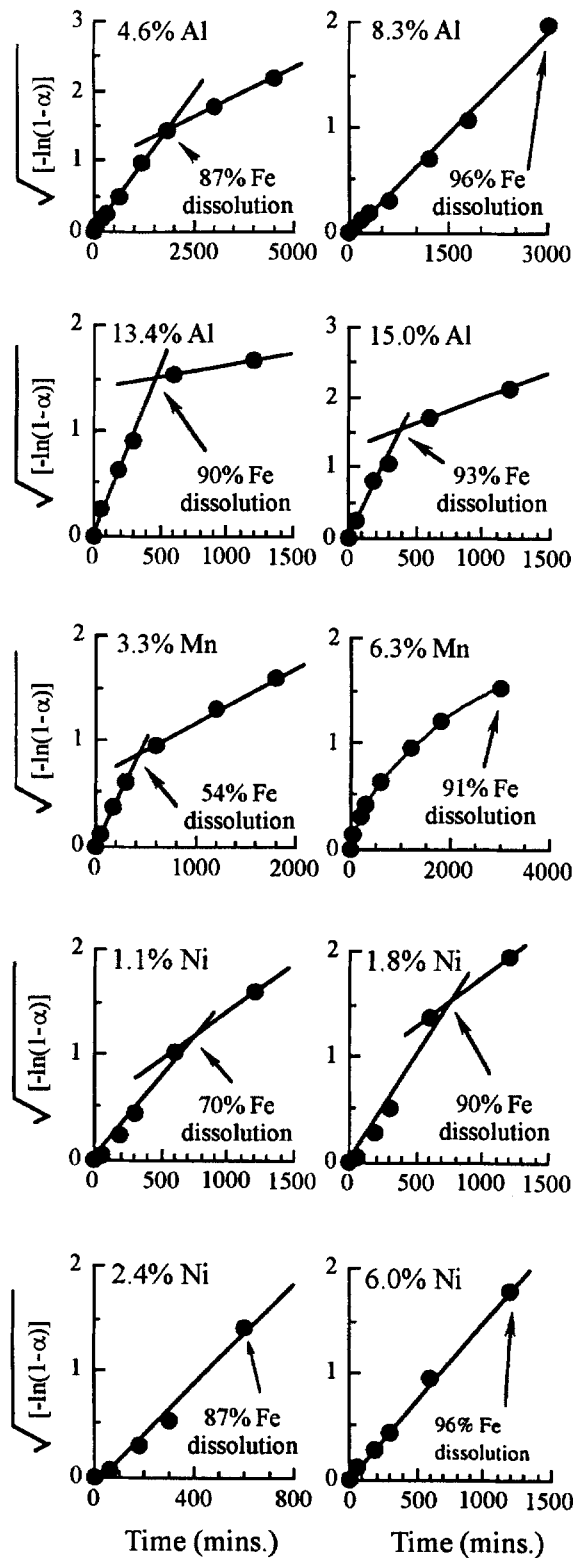 4.6% Al
3
2
1
0
0
2500
5000
√[-ln(1-α)]
87% Fe
dissolution
8.3% Al
2
1
0
0
1500
3000
96% Fe
dissolution
13.4% Al
2
1
0
0
500
1000
1500
√[-ln(1-α)]
90% Fe
dissolution
15.0% Al
3
2
1
0
0
500
1000
1500
93% Fe
dissolution
3.3% Mn
2
1
0
0
1000
2000
√[-ln(1-α)]
54% Fe
dissolution
6.3% Mn
2
1
0
0
2000
4000
91% Fe
dissolution
1.1% Ni
2
1
0
0
500
1000
1500
√[-ln(1-α)]
70% Fe
dissolution
1.8% Ni
2
1
0
0
500
1000
1500
90% Fe
dissolution
2.4% Ni
2
1
0
0
400
800
√[-ln(1-α)]
87% Fe
dissolution
Time (mins.)
6.0% Ni
2
1
0
0
500
1000
1500
96% Fe
dissolution
Time (mins.)